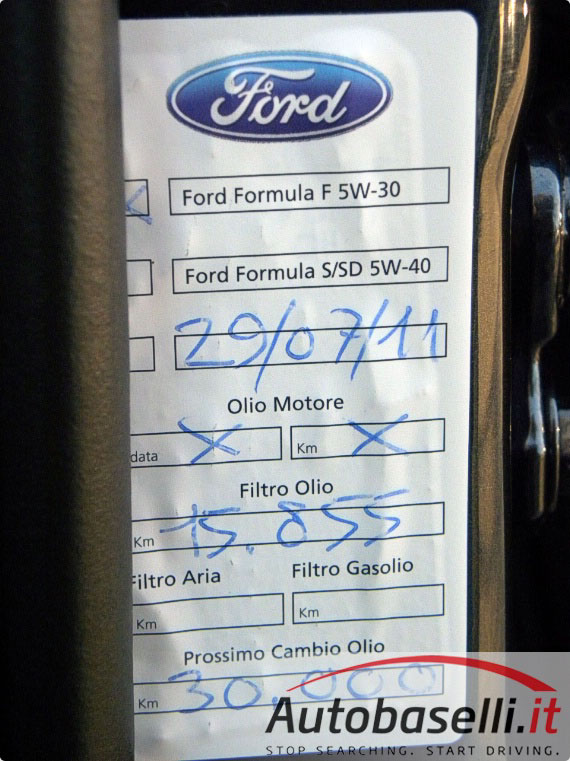 Ford
X Ford Formula F 5W-30
Ford Formula S/SD 5W-40
29/07/11
Olio Motore
data X Km X
Filtro Olio
Km 15.855
Filtro Aria Filtro Gasolio
Km Km
Prossimo Cambio Olio
Km 30.000
Autobaselli.it
STOP SEARCHING. START DRIVING.